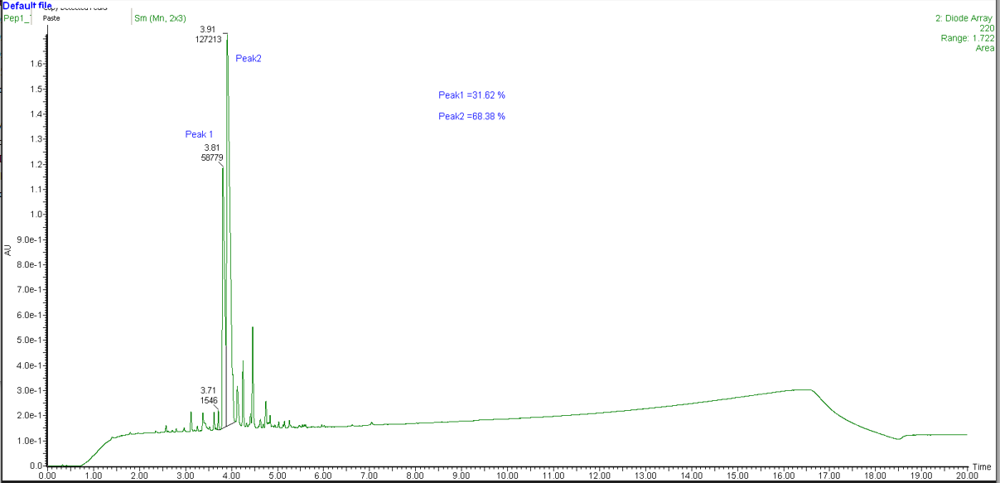 Default file
Pep1_
Paste
Sm (Mn, 2x3)
2: Diode Array
220
Range: 1.722
Area
3.91
127213
Peak2
Peak1 =31.62 %
Peak2 =68.38 %
Peak 1
3.81
58779
3.71
1546
AU
1.6
1.5
1.4
1.3
1.2
1.1
1.0
9.0e-1
8.0e-1
7.0e-1
6.0e-1
5.0e-1
4.0e-1
3.0e-1
2.0e-1
1.0e-1
0.0
0.00 1.00 2.00 3.00 4.00 5.00 6.00 7.00 8.00 9.00 10.00 11.00 12.00 13.00 14.00 15.00 16.00 17.00 18.00 19.00 20.00
Time